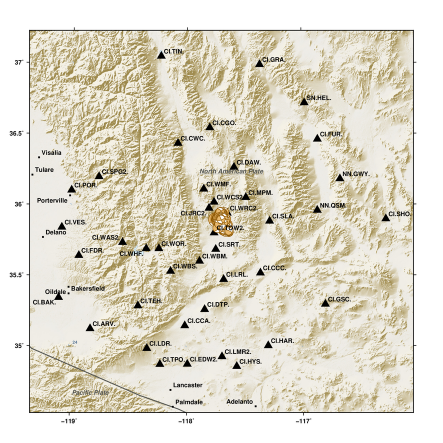 CI.TIN.
CI.GRA.
37'
SN.HEL.
CI.CGO.
CI.CWC.
CI.FUR.
36.5'
Visalia
CI.DAW.
North American Plate
Tulare
CI.SPG2.
NN.GWY.
CI.WMF.
CI.POR.
CI.MPM.
CI.WCS2.
Porterville
36'
CI.JRC2.
CI.WRC2.
NN.QSM.
CI.SHO.
CI.SLA.
CI.VES.
Delano
CI.TOW2.
CI.WAS2.
CI.WOR.
CI.SRT.
CI.FDR.
CI.WHF.
CI.WBM.
CI.WBS.
35.5'
CI.CCC.
CI.LRL.
Bakersfield
Oildale
CI.BAK.
CI.TEH.
CI.DTP.
CI.GSC.
CI.ARV.
CI.CCA.
35'
CI.LDR.
CI.HAR.
CI.LMR2.
CI.TPO.
CI.EDW2.
CI.HYS.
Lancaster
Pacific Plate
Palmdale
Adelanto
-119'
-118'
-117'